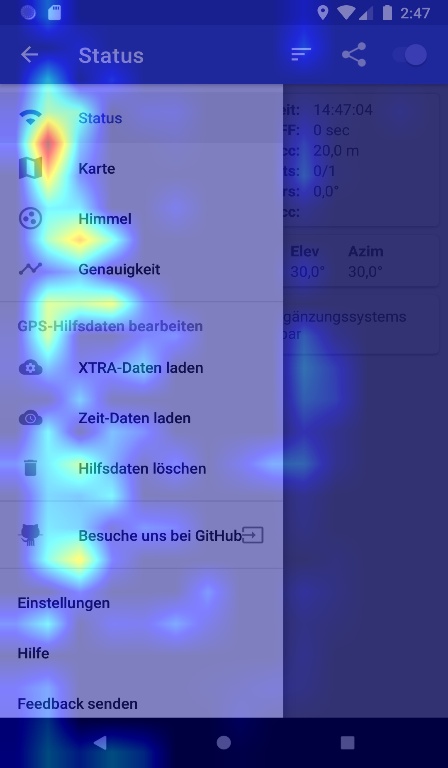 2:47
Status
Status
Karte
Himmel
Genauigkeit
GPS-Hilfsdaten bearbeiten
XTRA-Daten laden
Zeit-Daten laden
Hilfsdaten löschen
Besuche uns bei GitHub
Einstellungen
Hilfe
Feedback senden
eit: 14:47:04
FF: 0 sec
cc: 20,0 m
ts: 0/1
rs: 0,0°
cc:
Elev Azim
30,0° 30,0°
gänzungssystems
bar